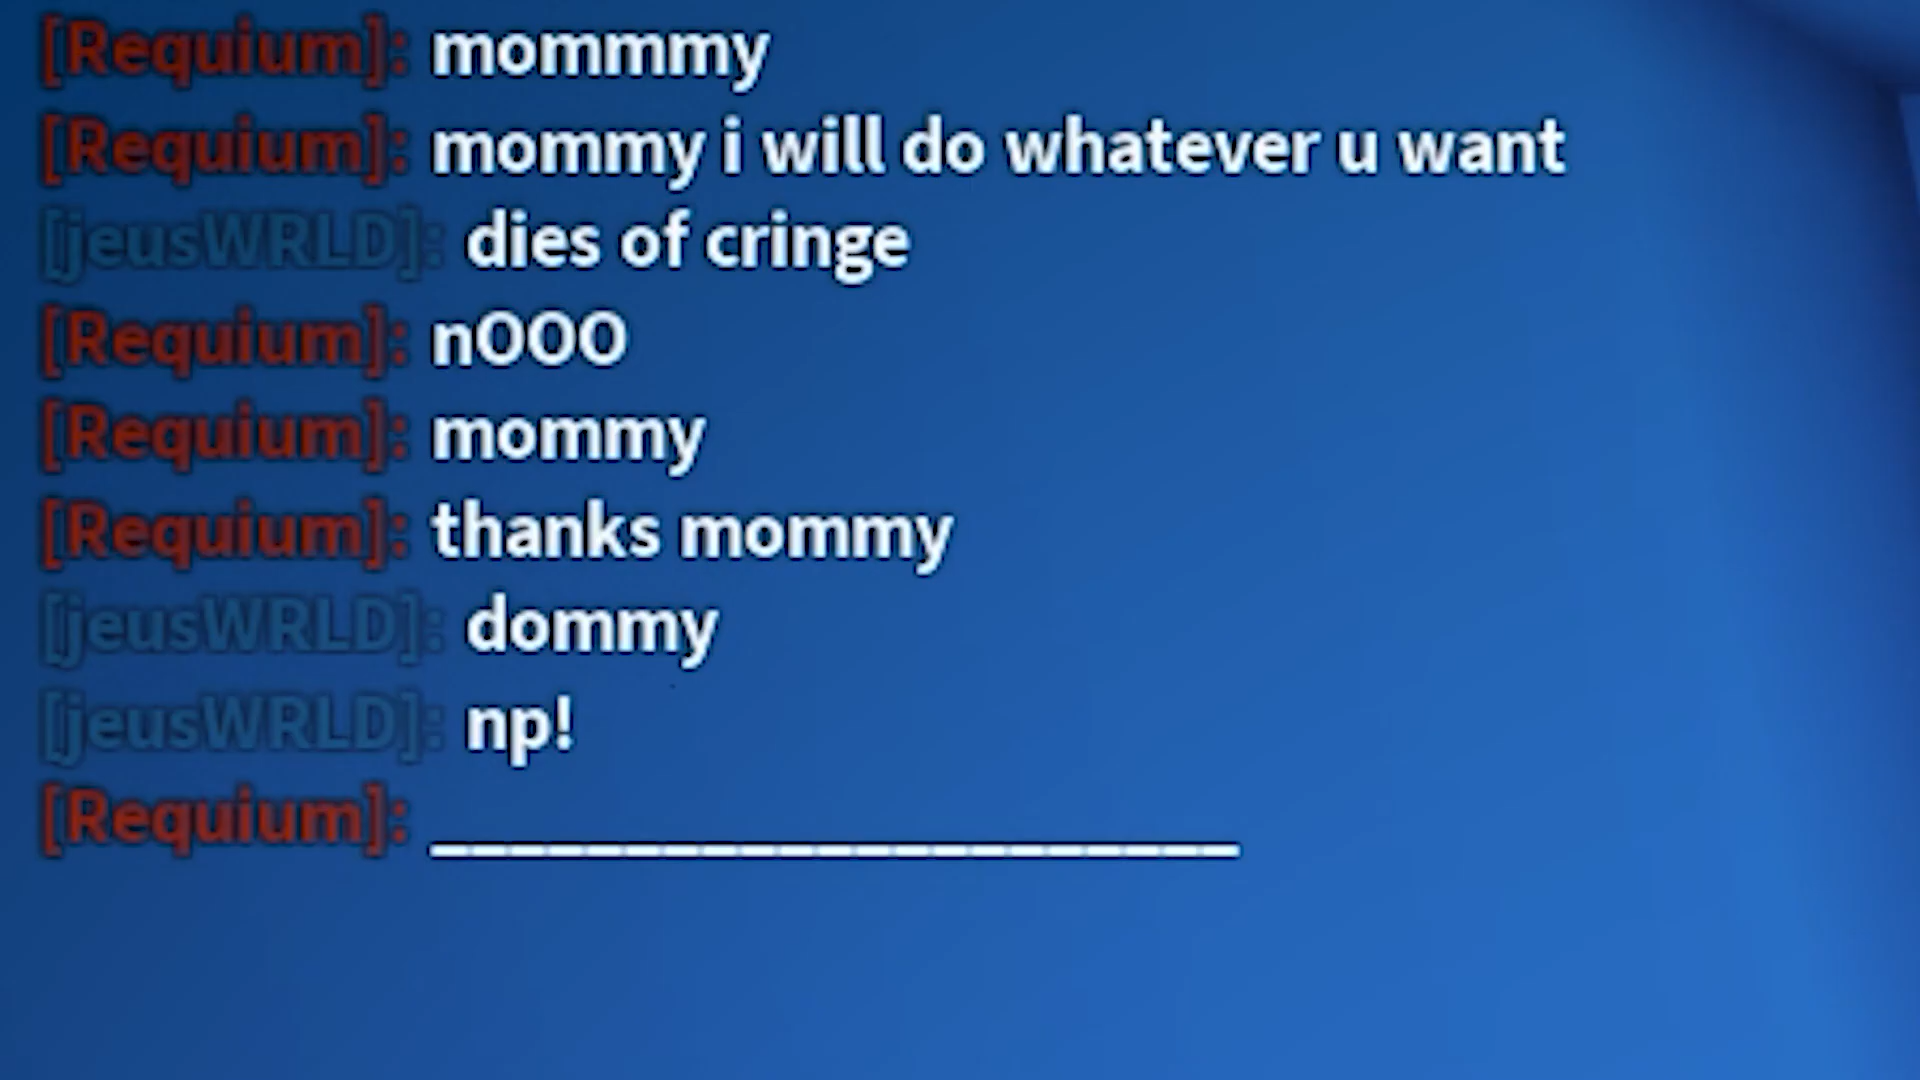 [Requium]: mommmy
[Requium]: mommy i will do whatever u want
[jeusWRLD]: dies of cringe
[Requium]: nOOO
[Requium]: mommy
[Requium]: thanks mommy
[jeusWRLD]: dommy
[jeusWRLD]: np!
[Requium]: _____________________